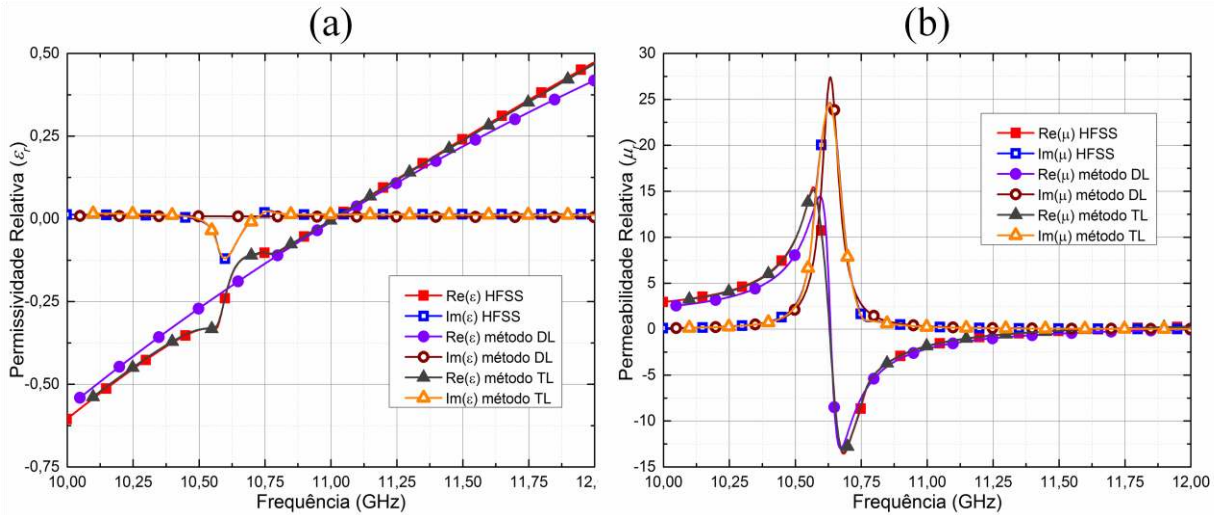 (a)
Permissividade Relativa (εr)
0,50
0,25
0,00
-0,25
-0,50
-0,75
Re(ε) HFSS
Im(ε) HFSS
Re(ε) método DL
Im(ε) método DL
Re(ε) método TL
Im(ε) método TL
10,00 10,25 10,50 10,75 11,00 11,25 11,50 11,75 12,
Frequência (GHz)
(b)
Permeabilidade Relativa (μr)
30
25
20
15
10
5
0
-5
-10
-15
Re(μ) HFSS
Im(μ) HFSS
Re(μ) método DL
Im(μ) método DL
Re(μ) método TL
Im(μ) método TL
10,00 10,25 10,50 10,75 11,00 11,25 11,50 11,75 12,00
Frequência (GHz)